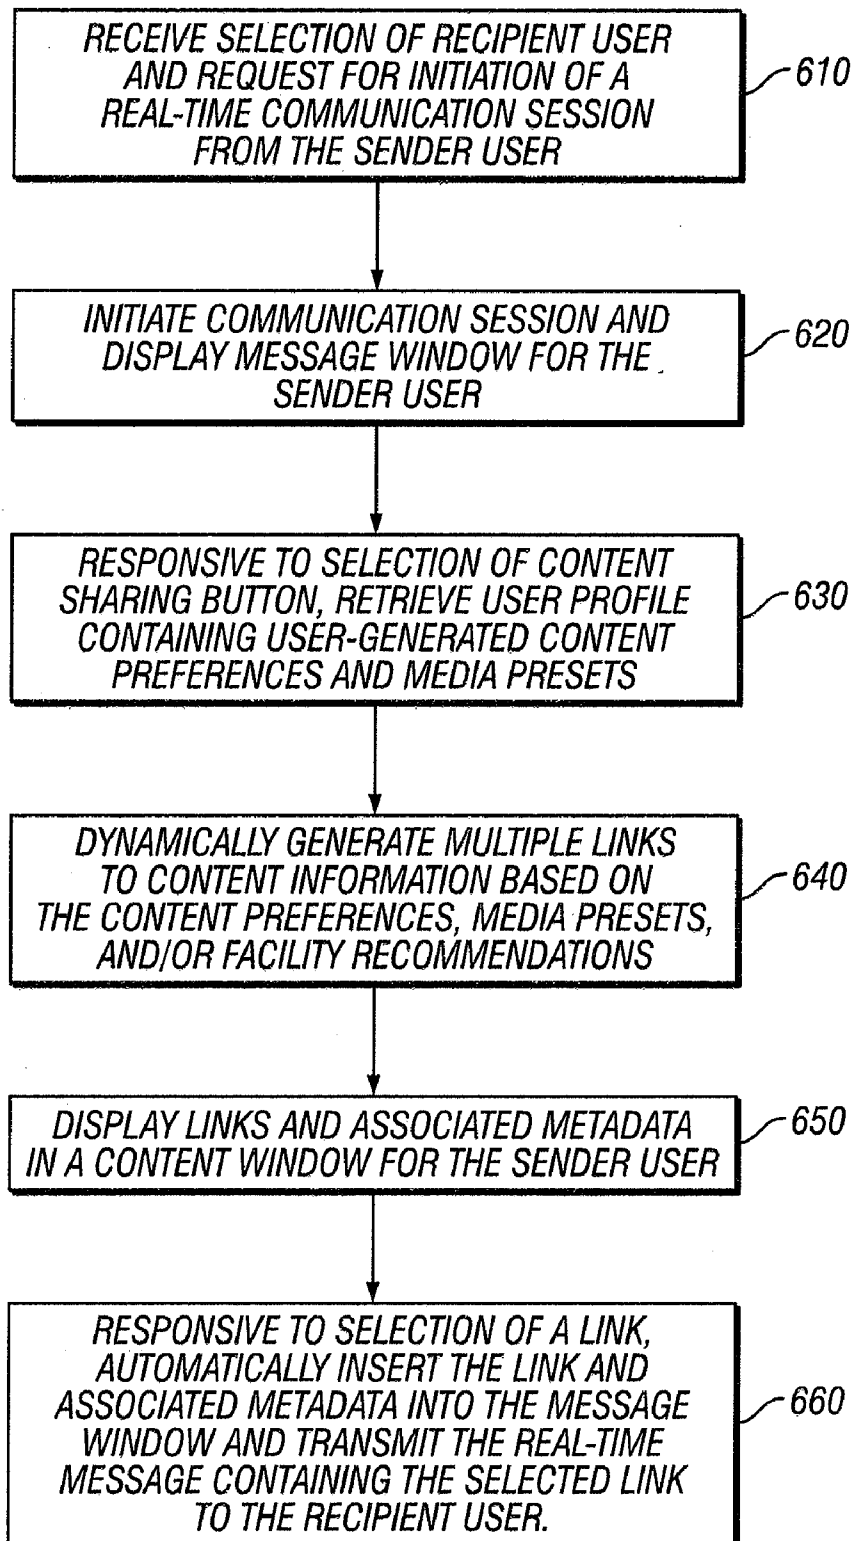 RECEIVE SELECTION OF RECIPIENT USER
AND REQUEST FOR INITIATION OF A
REAL-TIME COMMUNICATION SESSION
FROM THE SENDER USER
610
INITIATE COMMUNICATION SESSION AND
DISPLAY MESSAGE WINDOW FOR THE
SENDER USER
620
RESPONSIVE TO SELECTION OF CONTENT
SHARING BUTTON, RETRIEVE USER PROFILE
CONTAINING USER-GENERATED CONTENT
PREFERENCES AND MEDIA PRESETS
630
DYNAMICALLY GENERATE MULTIPLE LINKS
TO CONTENT INFORMATION BASED ON
THE CONTENT PREFERENCES, MEDIA PRESETS,
AND/OR FACILITY RECOMMENDATIONS
640
DISPLAY LINKS AND ASSOCIATED METADATA
IN A CONTENT WINDOW FOR THE SENDER USER
650
RESPONSIVE TO SELECTION OF A LINK,
AUTOMATICALLY INSERT THE LINK AND
ASSOCIATED METADATA INTO THE MESSAGE
WINDOW AND TRANSMIT THE REAL-TIME
MESSAGE CONTAINING THE SELECTED LINK
TO THE RECIPIENT USER.
660